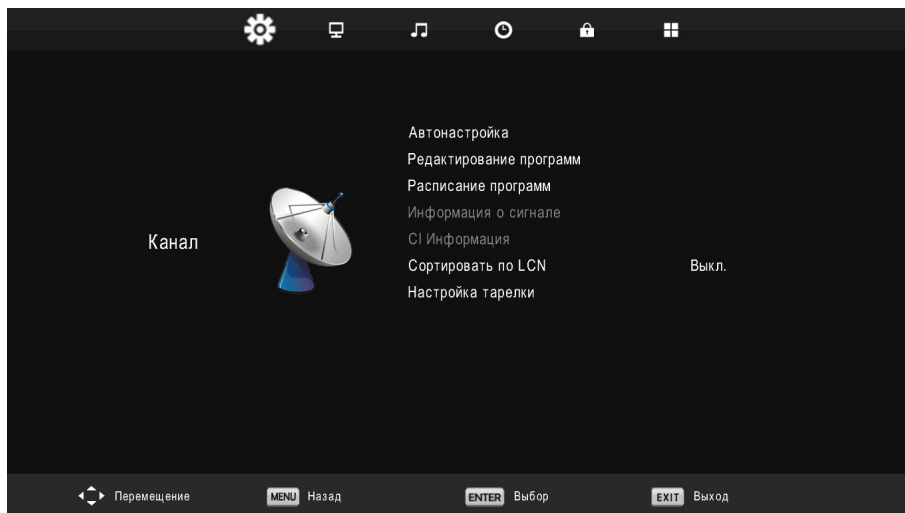 Автонастройка
Редактирование программ
Расписание программ
Информация о сигнале
Канал
CI Информация
Сортировать по LCN Выкл.
Настройка тарелки
Перемещение MENU Назад ENTER Выбор EXIT Выход